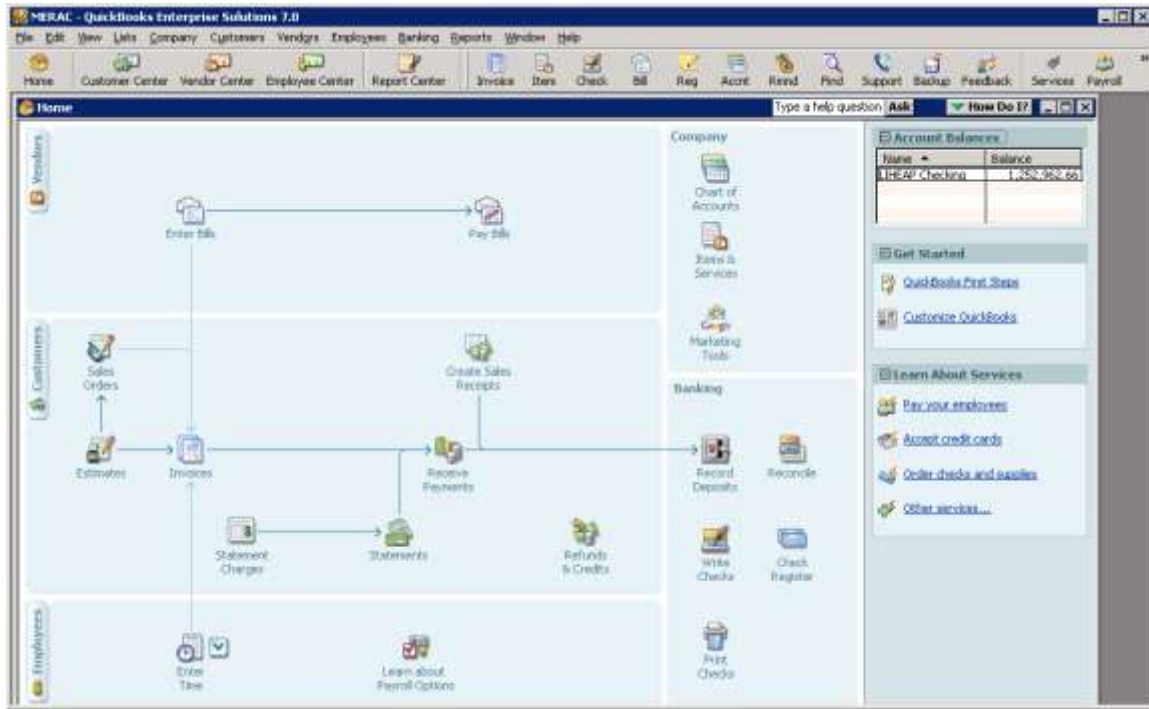 MERAC - QuickBooks Enterprise Solutions 7.0
File Edit View Lists Company Customers Vendors Employees Banking Reports Window Help
Home Customer Center Vendor Center Employee Center Report Center Invoice Item Check Bill Reg Accnt Remind Find Support Backup Feedback Services Payroll
Home
Type a help question Ask How Do I?
Vendors
Enter Bills
Pay Bills
Customers
Sales
Orders
Create Sales
Receipts
Estimates
Invoices
Receive
Payments
Statement
Charges
Statements
Refunds
& Credits
Employees
Enter
Time
Learn about
Payroll Options
Company
Chart of
Accounts
Items &
Services
Google
Marketing
Tools
Banking
Record
Deposits
Reconcile
Write
Checks
Check
Register
Print
Checks
Account Balances
Name Balance
LIHEAP Checking 1,252,962.66
Get Started
QuickBooks First Steps
Customize QuickBooks
Learn About Services
Pay your employees
Accept credit cards
Order checks and supplies
Other services...